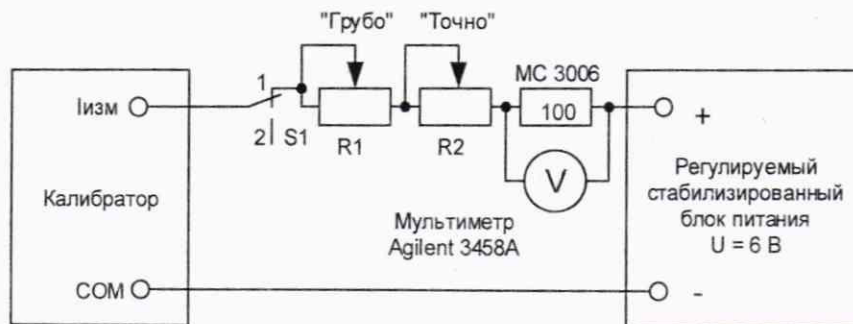 "Грубо" "Точно"
МС 3006
1
Iизм
100
+
2 S1
R1 R2
V
Калибратор
Регулируемый
стабилизированный
блок питания
U = 6 В
Мультиметр
Agilent 3458A
COM
-